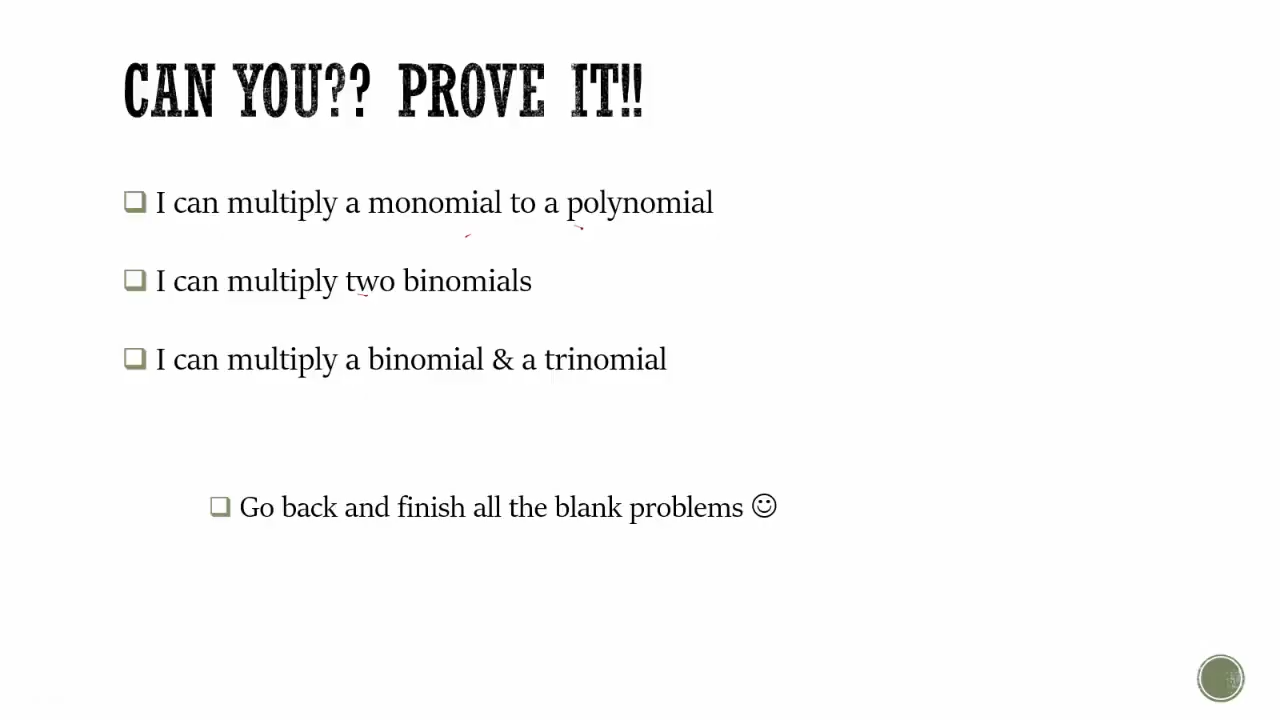 CAN YOU?? PROVE IT!!
I can multiply a monomial to a polynomial
I can multiply two binomials
I can multiply a binomial & a trinomial
Go back and finish all the blank problems ☺